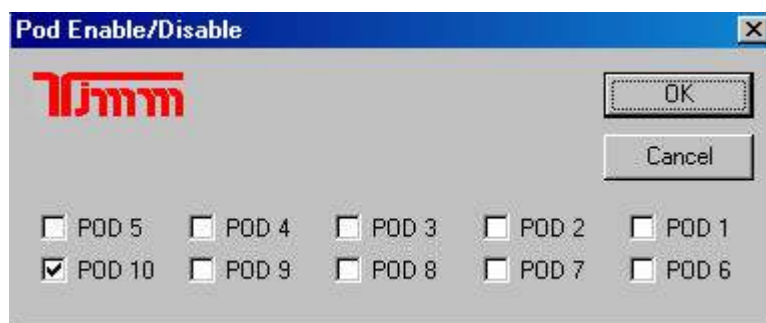 Pod Enable/Disable
OK
Cancel
POD 5 POD 4 POD 3 POD 2 POD 1
POD 10 POD 9 POD 8 POD 7 POD 6